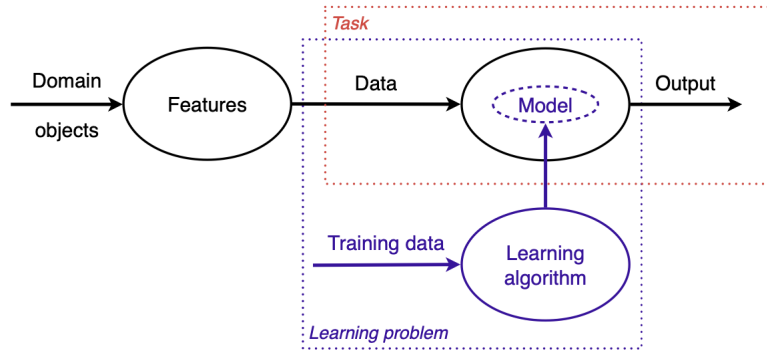 Task
Domain
objects
Features
Data
Model
Output
Training data
Learning
algorithm
Learning problem